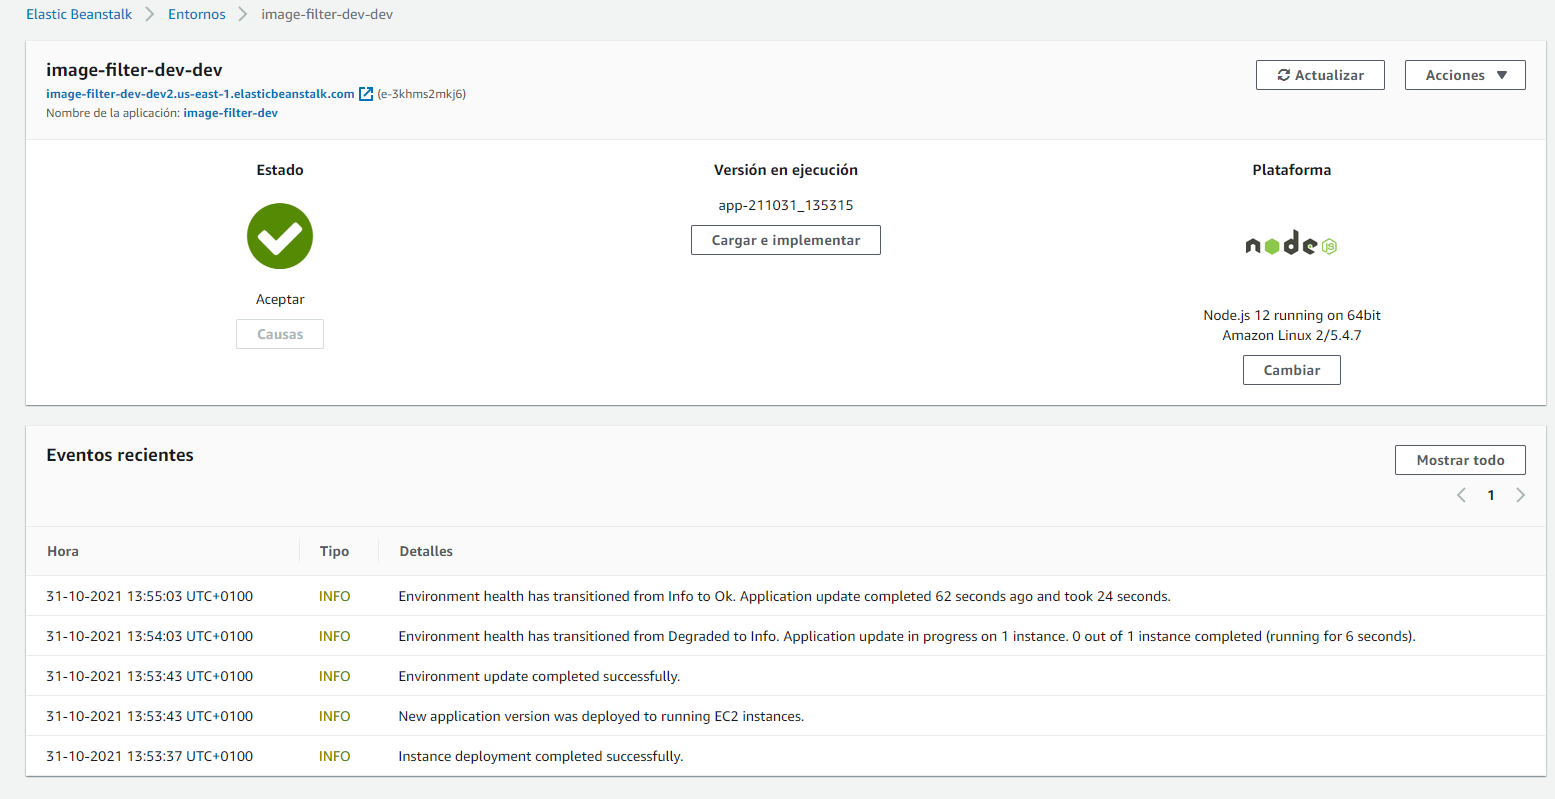 Elastic Beanstalk > Entornos > image-filter-dev-dev
image-filter-dev-dev
image-filter-dev-dev2.us-east-1.elasticbeanstalk.com (e-3khms2mkj6)
Nombre de la aplicación: image-filter-dev
Actualizar
Acciones ▼
Estado
Aceptar
Causas
Versión en ejecución
app-211031_135315
Cargar e implementar
Plataforma
node JS
Node.js 12 running on 64bit
Amazon Linux 2/5.4.7
Cambiar
Eventos recientes
Mostrar todo
< 1 >
Hora Tipo Detalles
31-10-2021 13:55:03 UTC+0100 INFO Environment health has transitioned from Info to Ok. Application update completed 62 seconds ago and took 24 seconds.
31-10-2021 13:54:03 UTC+0100 INFO Environment health has transitioned from Degraded to Info. Application update in progress on 1 instance. 0 out of 1 instance completed (running for 6 seconds).
31-10-2021 13:53:43 UTC+0100 INFO Environment update completed successfully.
31-10-2021 13:53:43 UTC+0100 INFO New application version was deployed to running EC2 instances.
31-10-2021 13:53:37 UTC+0100 INFO Instance deployment completed successfully.